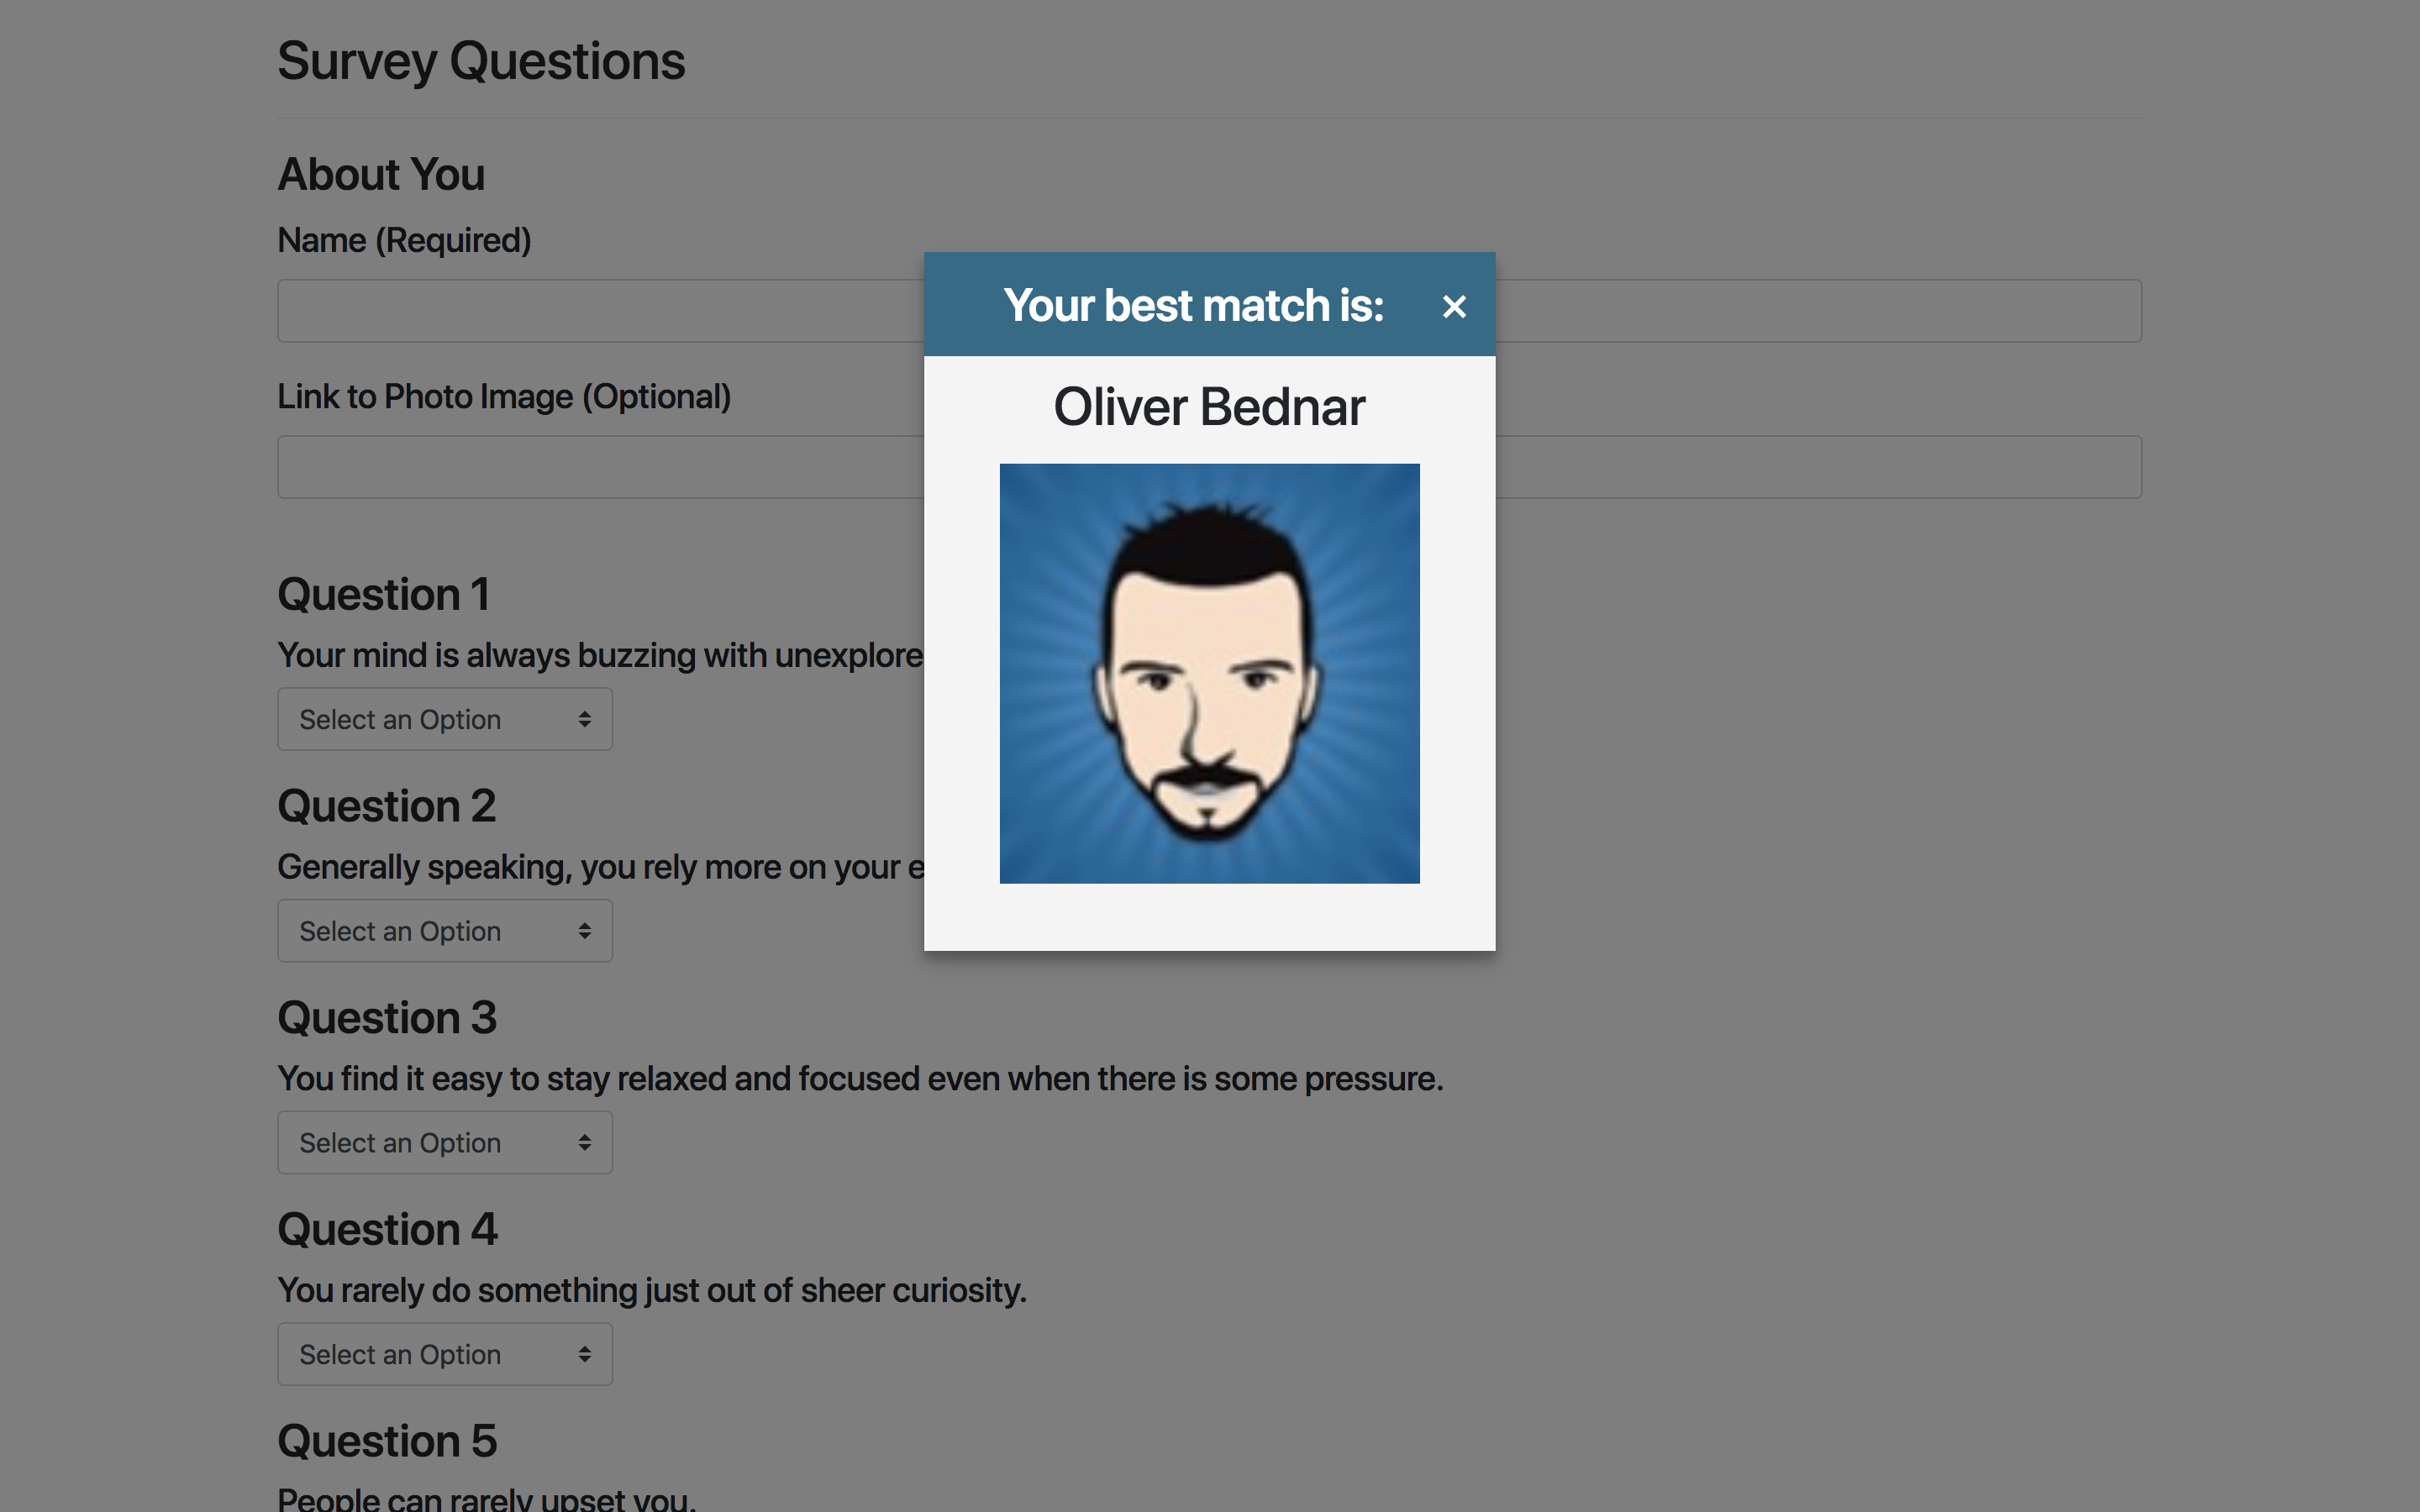 Survey Questions
About You
Name (Required)
Link to Photo Image (Optional)
Your best match is: ×
Oliver Bednar
Question 1
Your mind is always buzzing with
Select an Option
Question 2
Generally speaking, you rely more on your
Select an Option
Question 3
You find it easy to stay relaxed and focused even when there is some pressure.
Select an Option
Question 4
You rarely do something just out of sheer curiosity.
Select an Option
Question 5
People can rarely upset you.